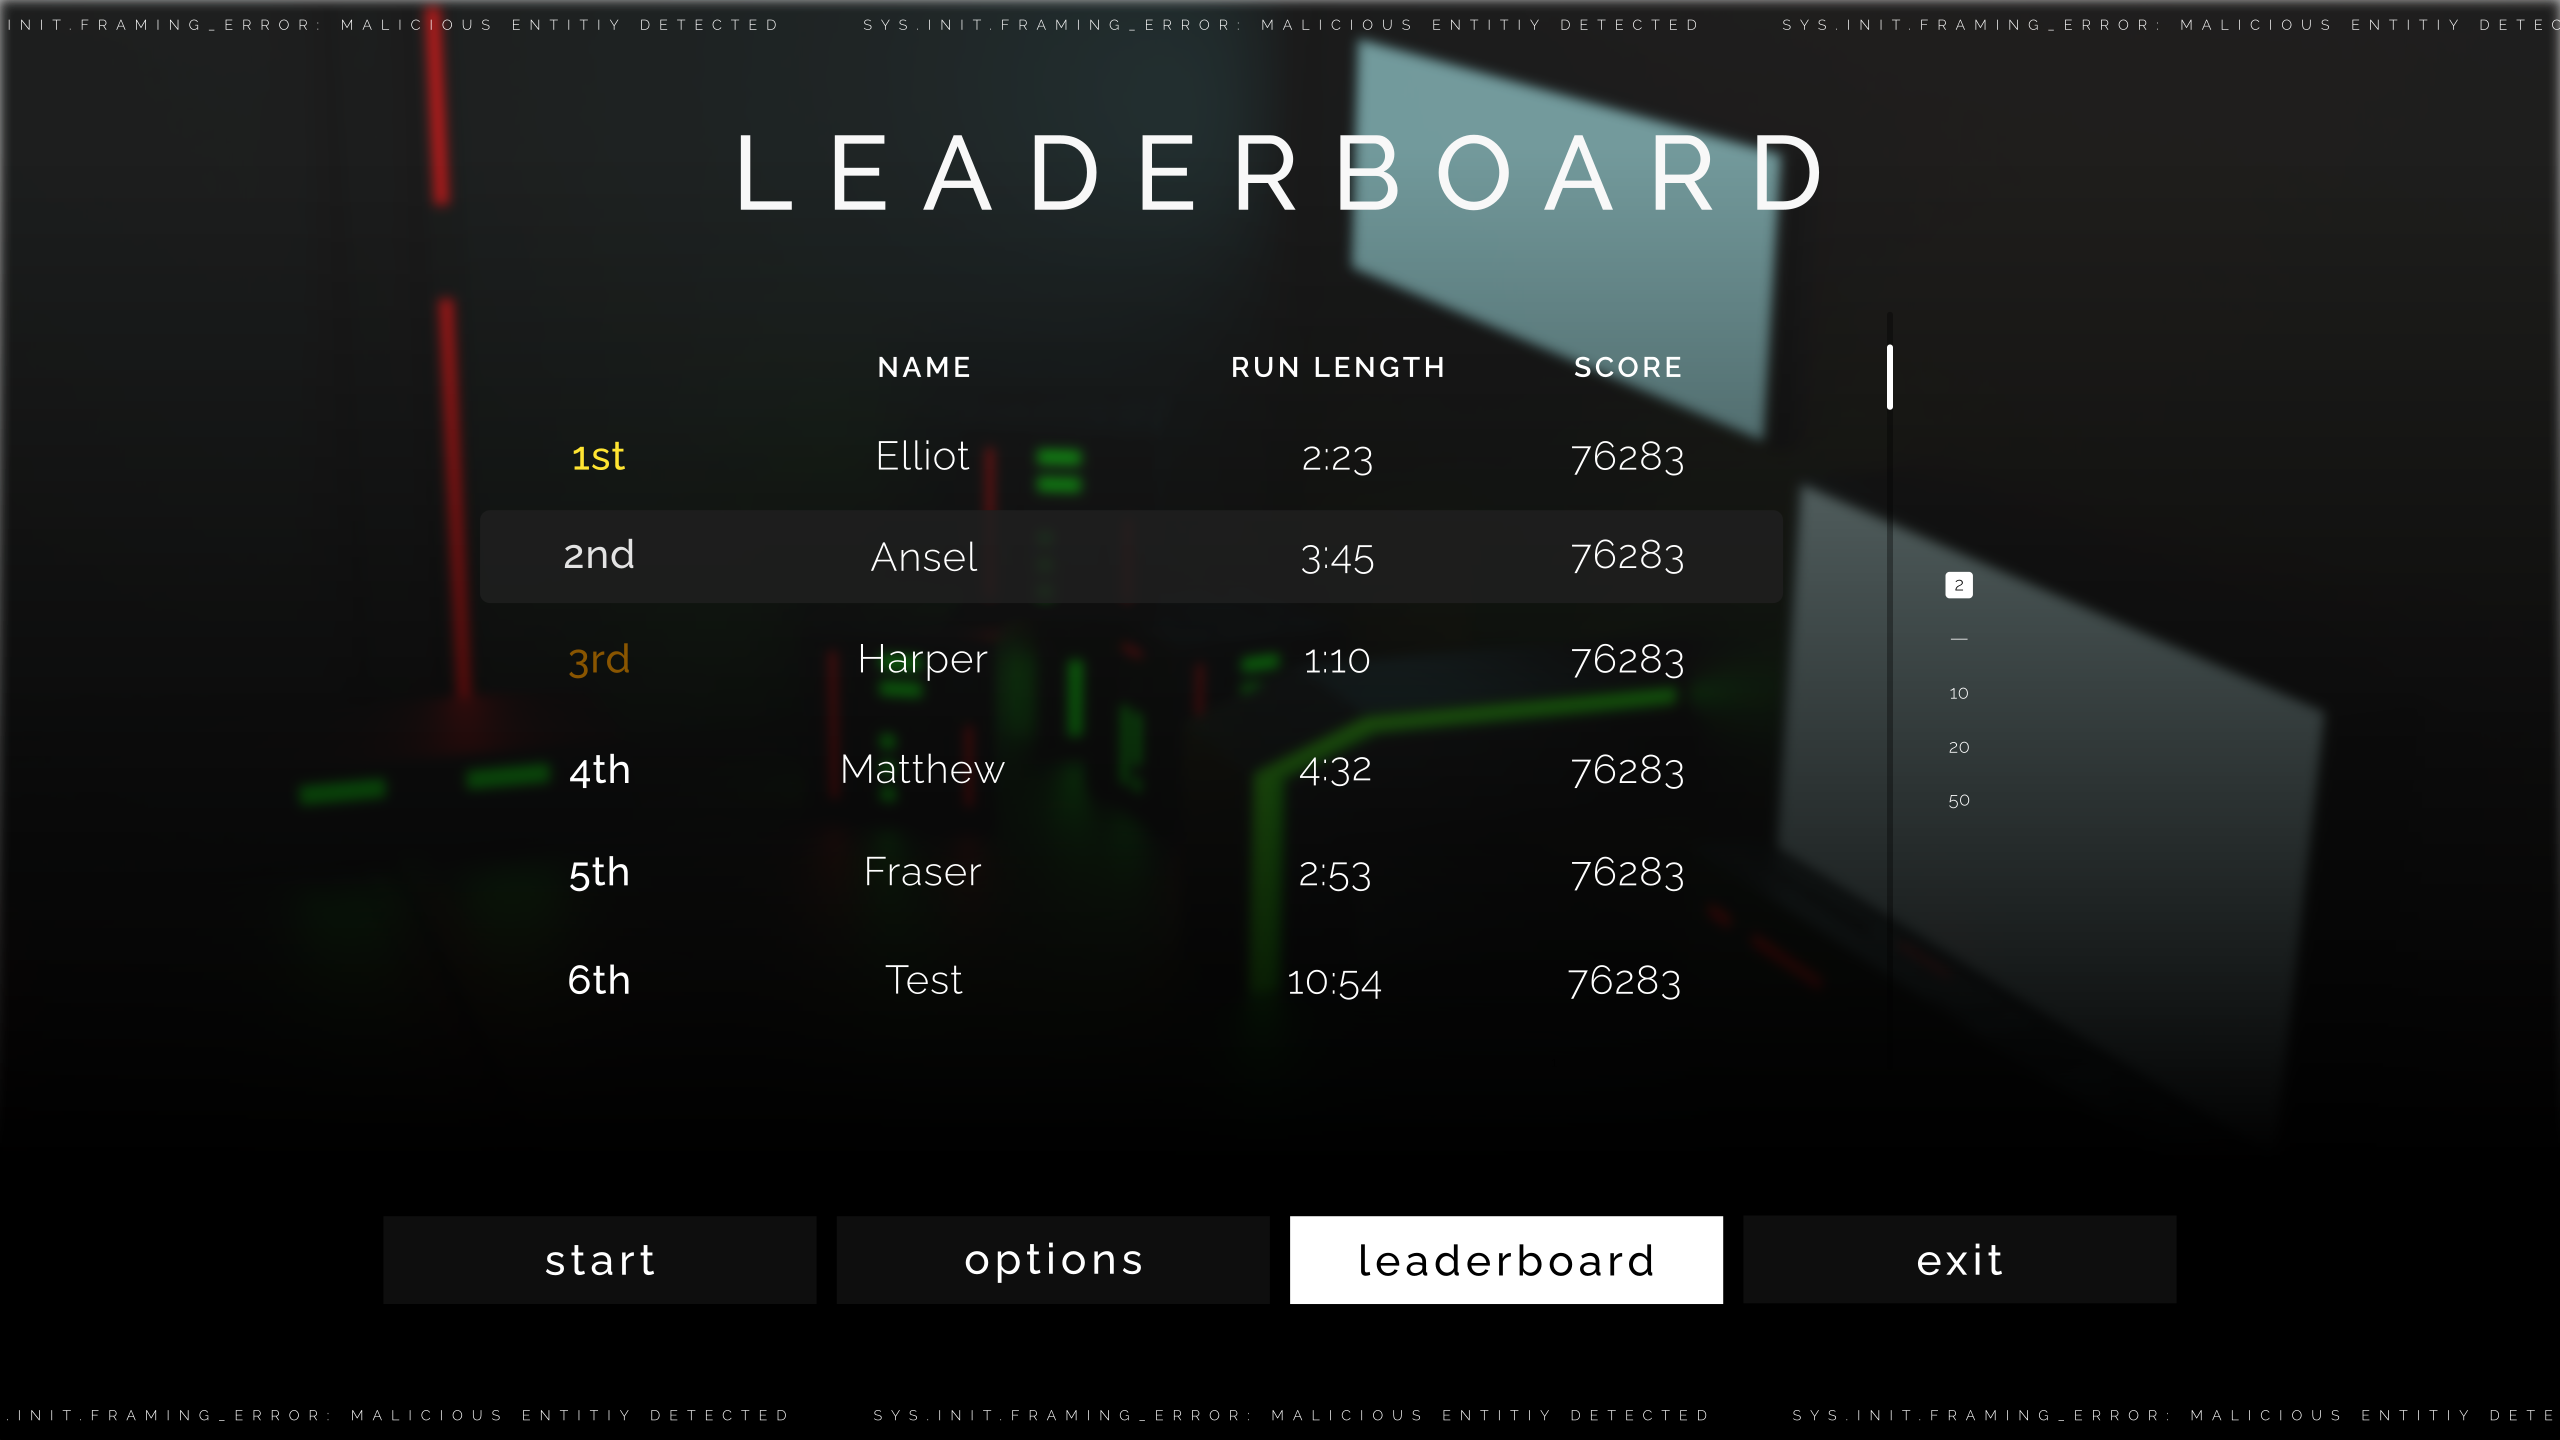 INIT.FRAMING_ERROR: MALICIOUS ENTITIY DETECTED SYS.INIT.FRAMING_ERROR: MALICIOUS ENTITIY DETECTED SYS.INIT.FRAMING_ERROR: MALICIOUS ENTITIY DETEC
LEADERBOARD
NAME RUN LENGTH SCORE
1st Elliot 2:23 76283
2nd Ansel 3:45 76283
2
—
3rd Harper 1:10 76283
10
20
4th Matthew 4:32 76283
50
5th Fraser 2:53 76283
6th Test 10:54 76283
start options leaderboard exit
.INIT.FRAMING_ERROR: MALICIOUS ENTITIY DETECTED SYS.INIT.FRAMING_ERROR: MALICIOUS ENTITIY DETECTED SYS.INIT.FRAMING_ERROR: MALICIOUS ENTITIY DETE